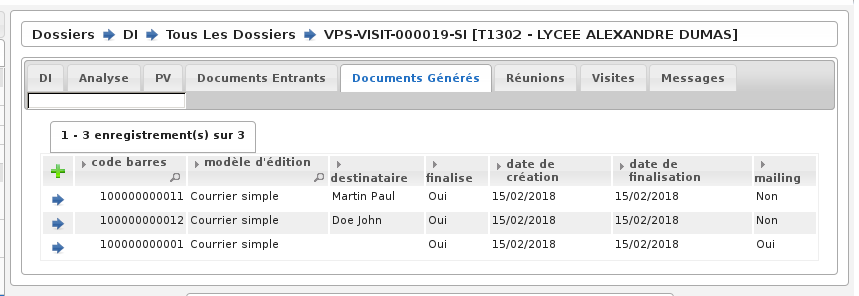 Dossiers DI Tous Les Dossiers VPS-VISIT-000019-SI [T1302 - LYCEE ALEXANDRE DUMAS]
DI Analyse PV Documents Entrants Documents Générés Réunions Visites Messages
1 - 3 enregistrement(s) sur 3
code barres modèle d'édition destinataire finalise date de création date de finalisation mailing
100000000011 Courrier simple Martin Paul Oui 15/02/2018 15/02/2018 Non
100000000012 Courrier simple Doe John Oui 15/02/2018 15/02/2018 Non
100000000001 Courrier simple Oui 15/02/2018 15/02/2018 Oui